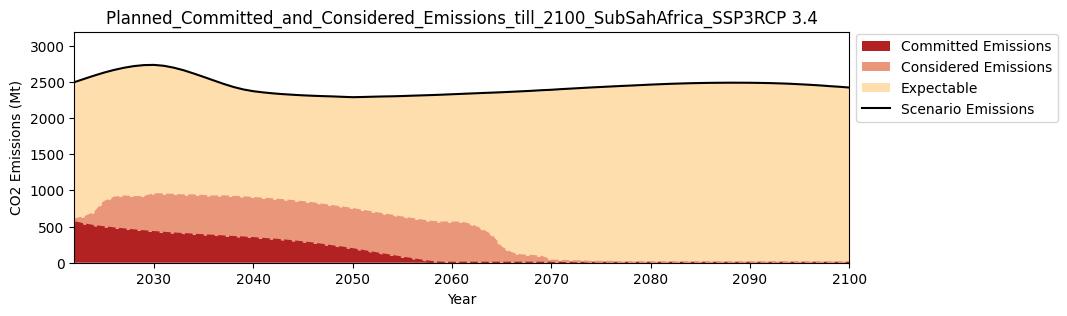 Planned_Committed_and_Considered_Emissions_till_2100_SubSahAfrica_SSP3RCP 3.4
3000
2500
2000
1500
1000
500
0
CO2 Emissions (Mt)
2030 2040 2050 2060 2070 2080 2090 2100
Year
Committed Emissions
Considered Emissions
Expectable
Scenario Emissions